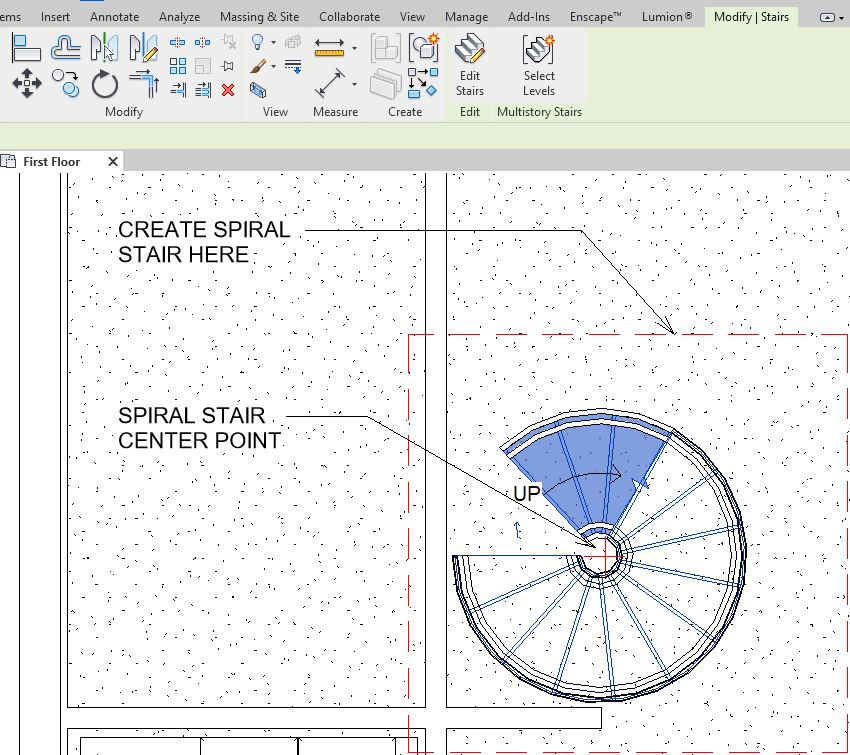 ems Insert Annotate Analyze Massing & Site Collaborate View Manage Add-Ins Enscape™ Lumion® Modify | Stairs
Edit Stairs
Select Levels
Modify View Measure Create Edit Multistory Stairs
First Floor
CREATE SPIRAL
STAIR HERE
SPIRAL STAIR
CENTER POINT
UP